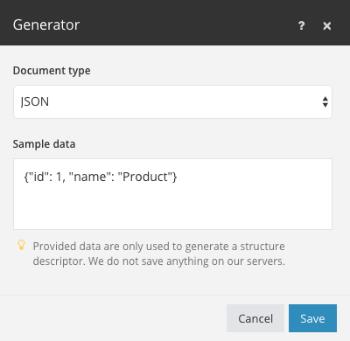 Generator ? ×
Document type
JSON
Sample data
{"id": 1, "name": "Product"}
Provided data are only used to generate a structure
descriptor. We do not save anything on our servers.
Cancel Save